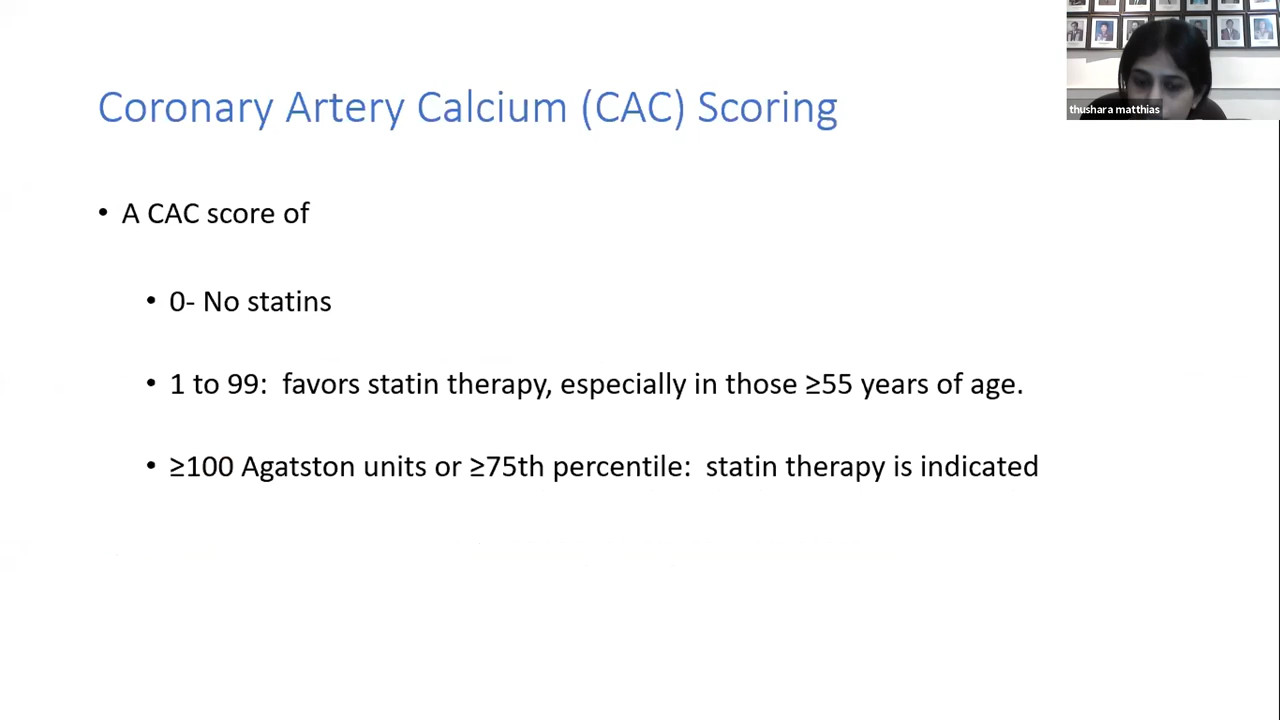 Coronary Artery Calcium (CAC) Scoring
thushara matthias
• A CAC score of
• 0- No statins
• 1 to 99:  favors statin therapy, especially in those ≥55 years of age.
• ≥100 Agatston units or ≥75th percentile:  statin therapy is indicated